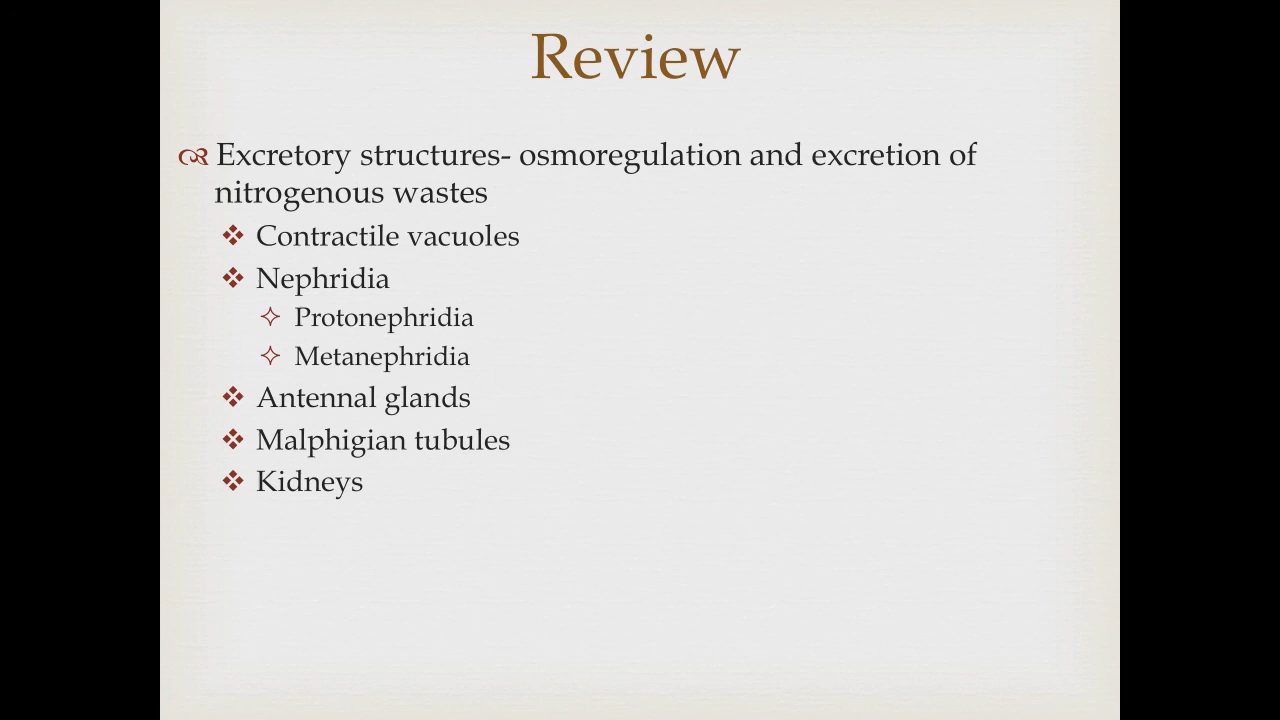 Review
Excretory structures- osmoregulation and excretion of
nitrogenous wastes
Contractile vacuoles
Nephridia
Protonephridia
Metanephridia
Antennal glands
Malphigian tubules
Kidneys